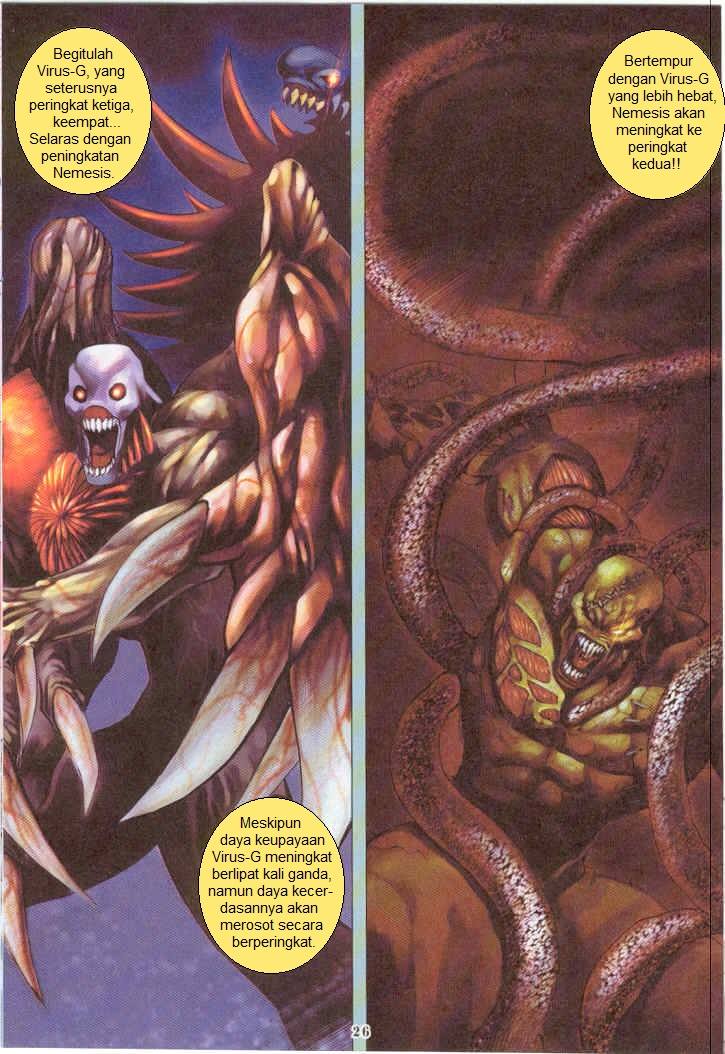 Begitulah
Virus-G, yang
seterusnya
peringkat ketiga,
keempat...
Selaras dengan
peningkatan
Nemesis.
Meskipun
daya keupayaan
Virus-G meningkat
berlipat kali ganda,
namun daya kecer-
dasannya akan
merosot secara
berperingkat.
Bertempur
dengan Virus-G
yang lebih hebat,
Nemesis akan
meningkat ke
peringkat
kedua!!
26